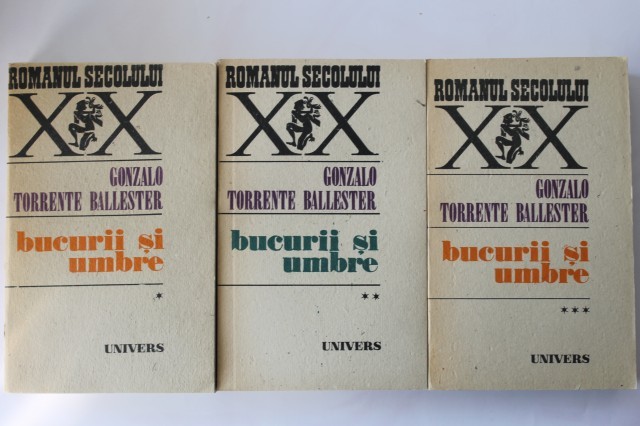 ROMANUL SECOLULUI
XX
GONZALO
TORRENTE BALLESTER
bucurii și
umbre
*
UNIVERS
ROMANUL SECOLULUI
XX
GONZALO
TORRENTE BALLESTER
bucurii și
umbre
**
UNIVERS
ROMANUL SECOLULUI
XX
GONZALO
TORRENTE BALLESTER
bucurii și
umbre
***
UNIVERS